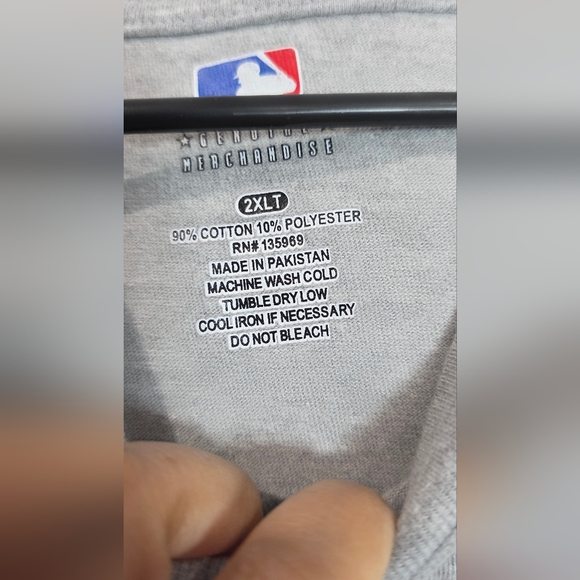 GENUINE
MERCHANDISE
2XLT
90% COTTON 10% POLYESTER
RN# 135969
MADE IN PAKISTAN
MACHINE WASH COLD
TUMBLE DRY LOW
COOL IRON IF NECESSARY
DO NOT BLEACH